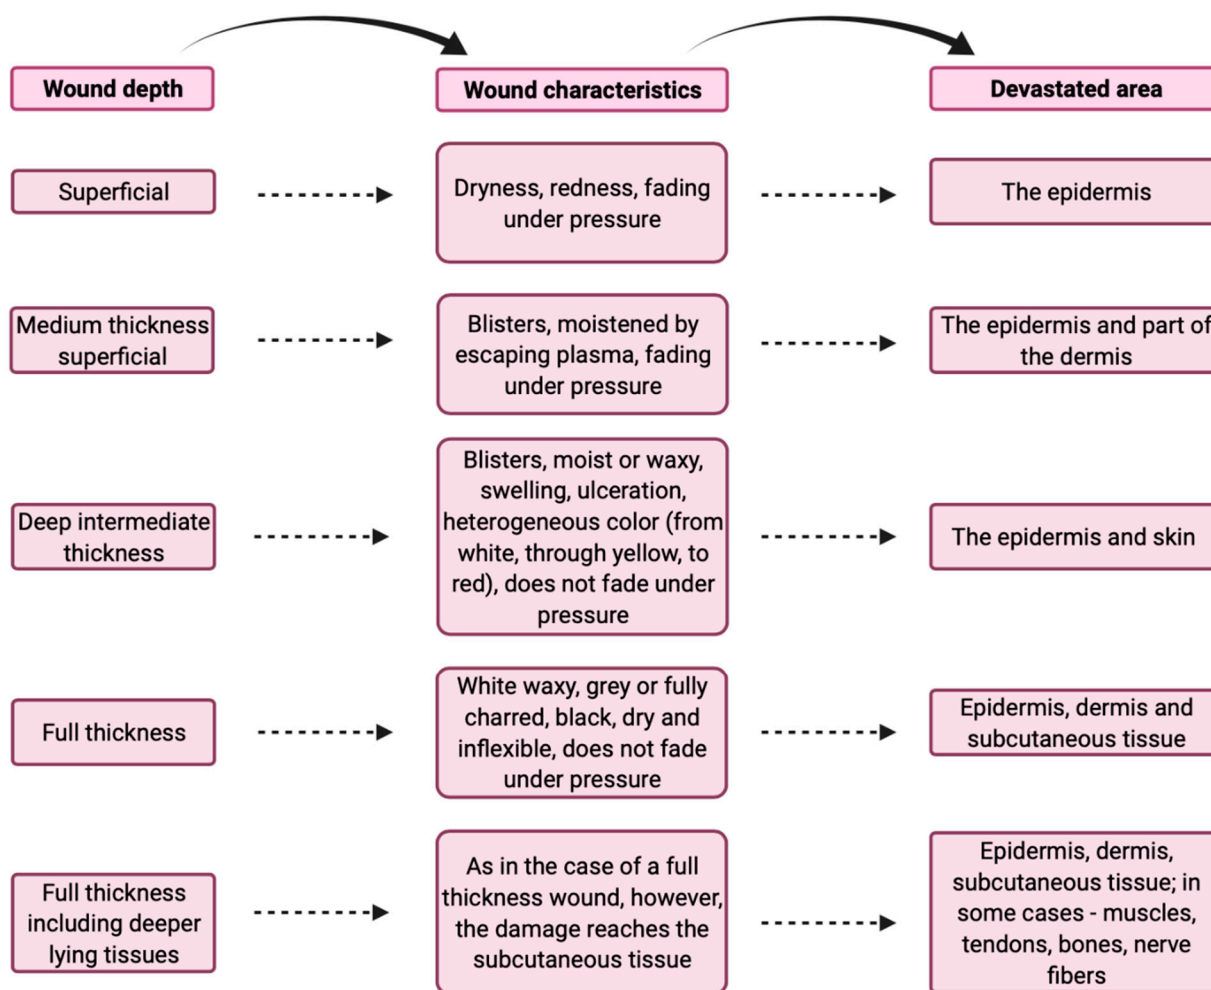 Wound depth
Wound characteristics
Devastated area
Superficial
Dryness, redness, fading
under pressure
The epidermis
Medium thickness
superficial
Blisters, moistened by
escaping plasma, fading
under pressure
The epidermis and part of
the dermis
Deep intermediate
thickness
Blisters, moist or waxy,
swelling, ulceration,
heterogeneous color (from
white, through yellow, to
red), does not fade under
pressure
The epidermis and skin
Full thickness
White waxy, grey or fully
charred, black, dry and
inflexible, does not fade
under pressure
Epidermis, dermis and
subcutaneous tissue
Full thickness
including deeper
lying tissues
As in the case of a full
thickness wound, however,
the damage reaches the
subcutaneous tissue
Epidermis, dermis,
subcutaneous tissue; in
some cases - muscles,
tendons, bones, nerve
fibers